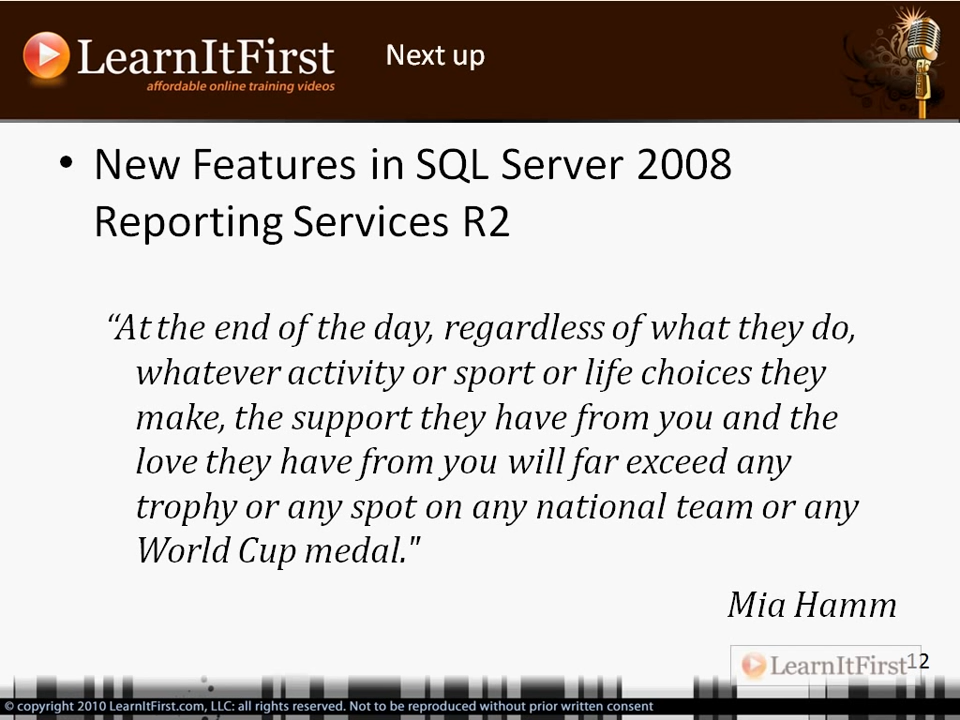 LearnItFirst
affordable online training videos
Next up
• New Features in SQL Server 2008
Reporting Services R2
“At the end of the day, regardless of what they do,
whatever activity or sport or life choices they
make, the support they have from you and the
love they have from you will far exceed any
trophy or any spot on any national team or any
World Cup medal."
Mia Hamm
LearnItFirst
12
© copyright 2010 LearnItFirst.com, LLC: all rights reserved. Not to be reproduced without prior written consent